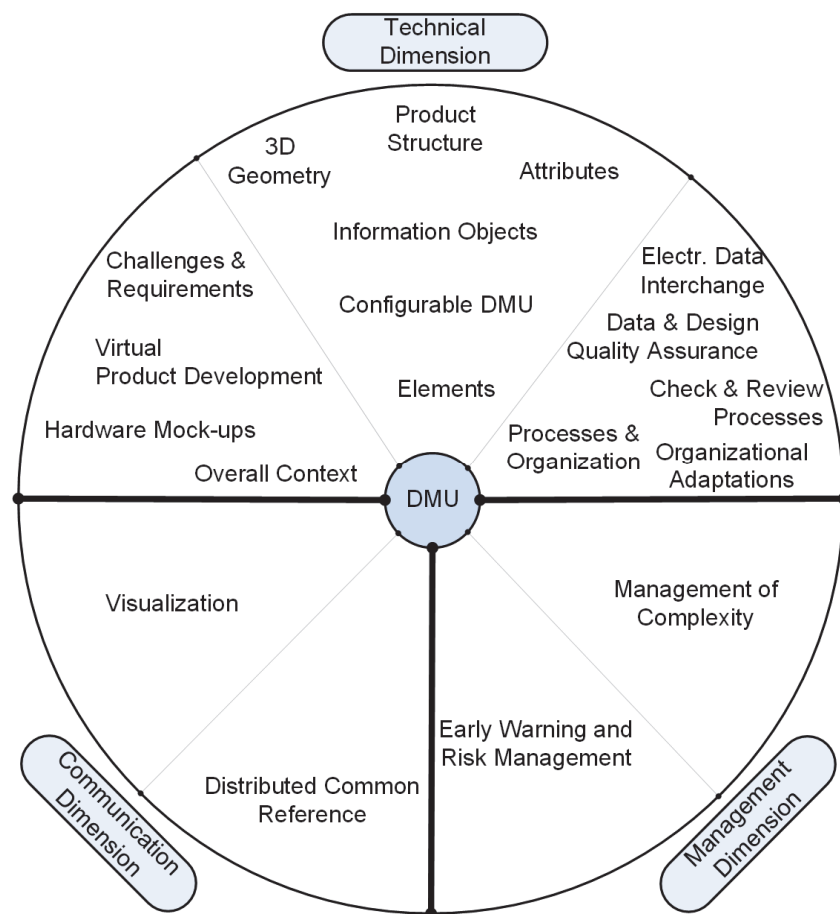 Technical
Dimension
Product
Structure
3D
Geometry
Attributes
Information Objects
Challenges &
Requirements
Electr. Data
Interchange
Configurable DMU
Data & Design
Quality Assurance
Virtual
Product Development
Elements
Check & Review
Processes
Hardware Mock-ups
Processes &
Organization
Organizational
Adaptations
Overall Context
DMU
Visualization
Management of
Complexity
Early Warning and
Risk Management
Distributed Common
Reference
Communication
Dimension
Management
Dimension